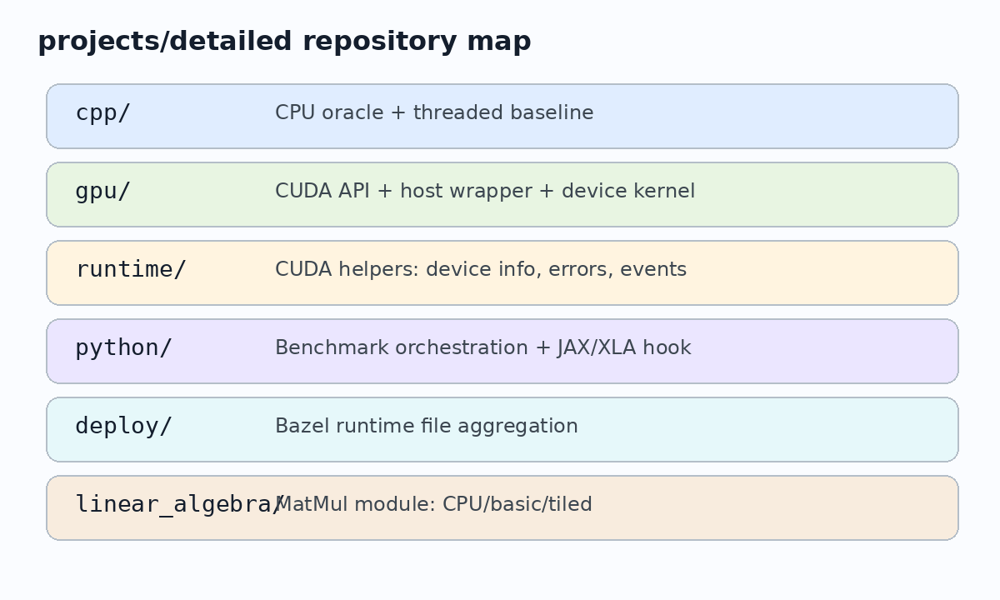 projects/detailed repository map
cpp/ CPU oracle + threaded baseline
gpu/ CUDA API + host wrapper + device kernel
runtime/ CUDA helpers: device info, errors, events
python/ Benchmark orchestration + JAX/XLA hook
deploy/ Bazel runtime file aggregation
linear_algebra/ MatMul module: CPU/basic/tiled